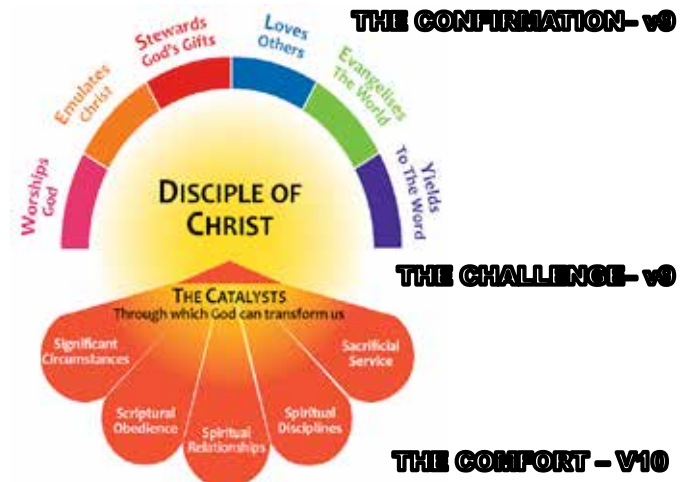 THE CONFIRMATION– v9
Worships
God
Emulates
Christ
Stewards
God's Gifts
Loves
Others
Evangelises
The World
Yields
To The Word
DISCIPLE OF
CHRIST
THE CHALLENGE– v9
THE CATALYSTS
Through which God can transform us
Significant
Circumstances
Scriptural
Obedience
Spiritual
Relationships
Spiritual
Disciplines
Sacrificial
Service
THE COMFORT – V10